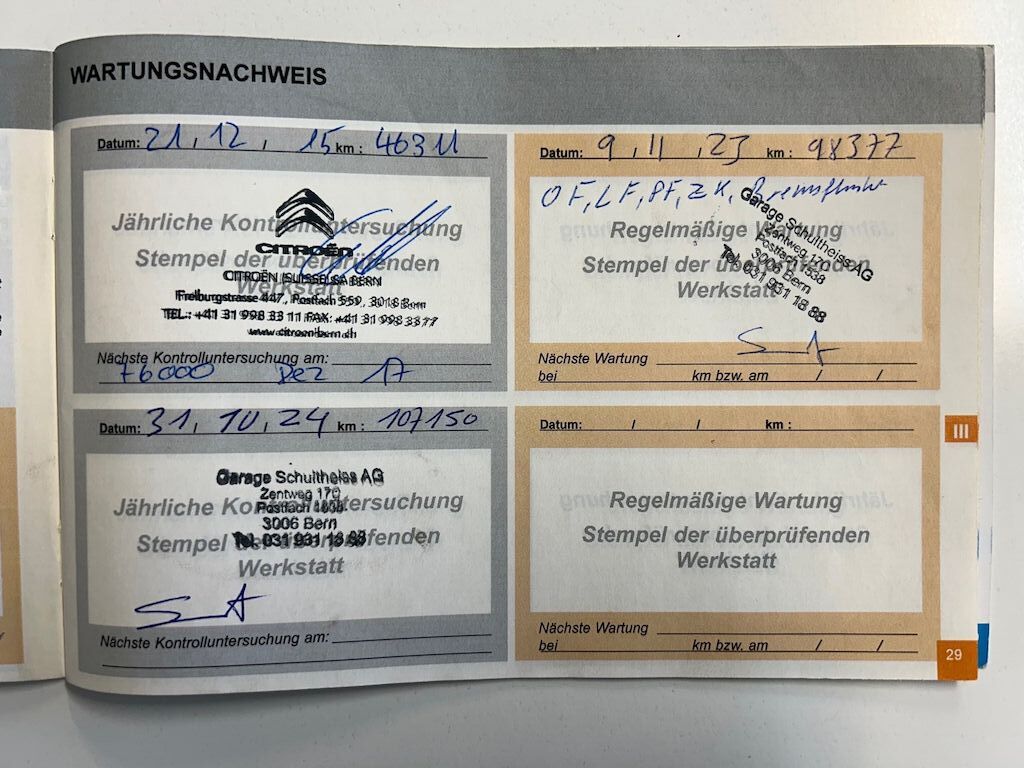 WARTUNGSNACHWEIS
Datum: 21, 12, 15 km : 46311
Jährliche Kontrolluntersuchung
Stempel der überprüfenden
Werkstatt
CITROËN
CITROËN (SUISSE) SA BERN
Freiburgstrasse 447, Postfach 559, 3018 Bern
TEL.: +41 31 998 33 11 FAX: +41 31 998 33 77
www.citroenbern.ch
Nächste Kontrolluntersuchung am:
76000 Dez 17
Datum: 9, 11, 23 km : 98377
OF, LF, PF, ZK, Bremsflüss
Regelmäßige Wartung
Stempel der überprüfenden
Werkstatt
Garage Schultheiss AG
Zentweg 17C
Postfach 1538
3006 Bern
Tel. 031 931 18 88
Nächste Wartung
bei km bzw. am / /
Datum: 31, 10, 24 km : 107150
Garage Schultheiss AG
Zentweg 17C
Postfach
3006 Bern
Tel. 031 931 18 88
Jährliche Kontrolluntersuchung
Stempel der überprüfenden
Werkstatt
Nächste Kontrolluntersuchung am:
Datum: / / km :
Regelmäßige Wartung
Stempel der überprüfenden
Werkstatt
Nächste Wartung
bei km bzw. am / /
III
29